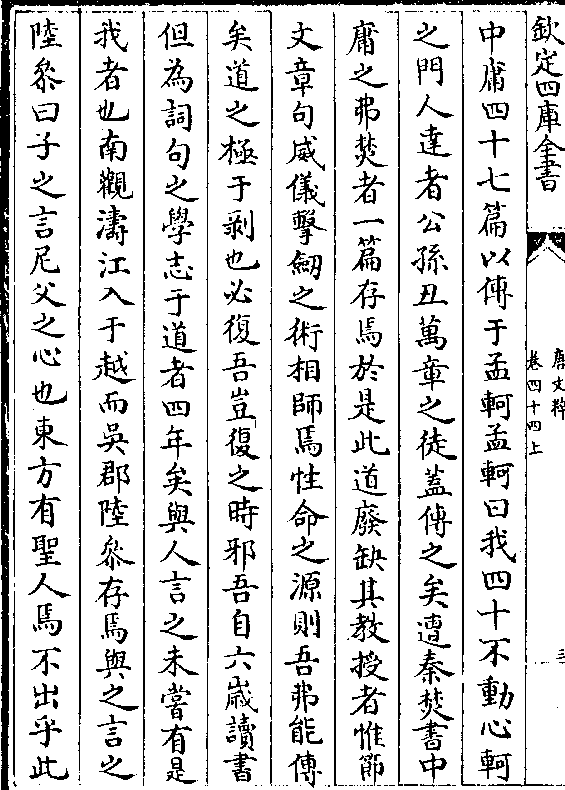 欽定四庫全書
唐文粹
卷四十四上
三
中庸四十七篇以傳于孟軻孟軻曰我四十不動心軻
之門人達者公孫丑萬章之徒蓋傳之矣遭秦焚書中
庸之弗焚者一篇存焉於是此道廢缺其教授者惟節
文章句威儀擊劒之術相師焉性命之源則吾弗能傳
矣道之極于剥也必復吾豈復之時邪吾自六嵗讀書
但為詞句之學志于道者四年矣與人言之未嘗有是
我者也南觀濤江入于越而吳郡陸叅存焉與之言之
陸叅曰子之言尼父之心也東方有聖人焉不出乎此